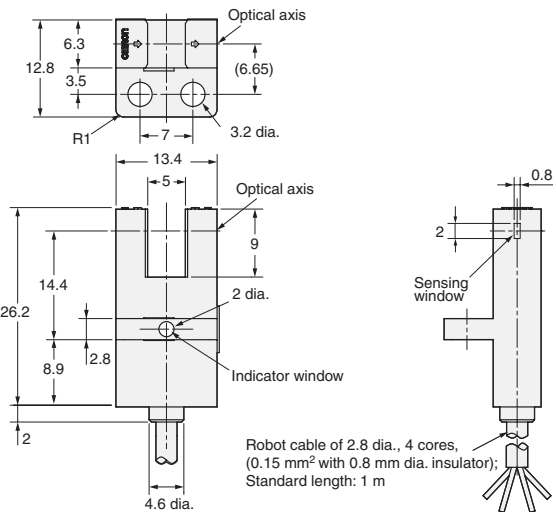 Optical axis
OMRON
6.3
12.8
3.5
(6.65)
R1
7
3.2 dia.
13.4
5
Optical axis
0.8
9
2
14.4
Sensing
window
26.2
2 dia.
2.8
8.9
Indicator window
2
Robot cable of 2.8 dia., 4 cores,
(0.15 mm² with 0.8 mm dia. insulator);
Standard length: 1 m
4.6 dia.